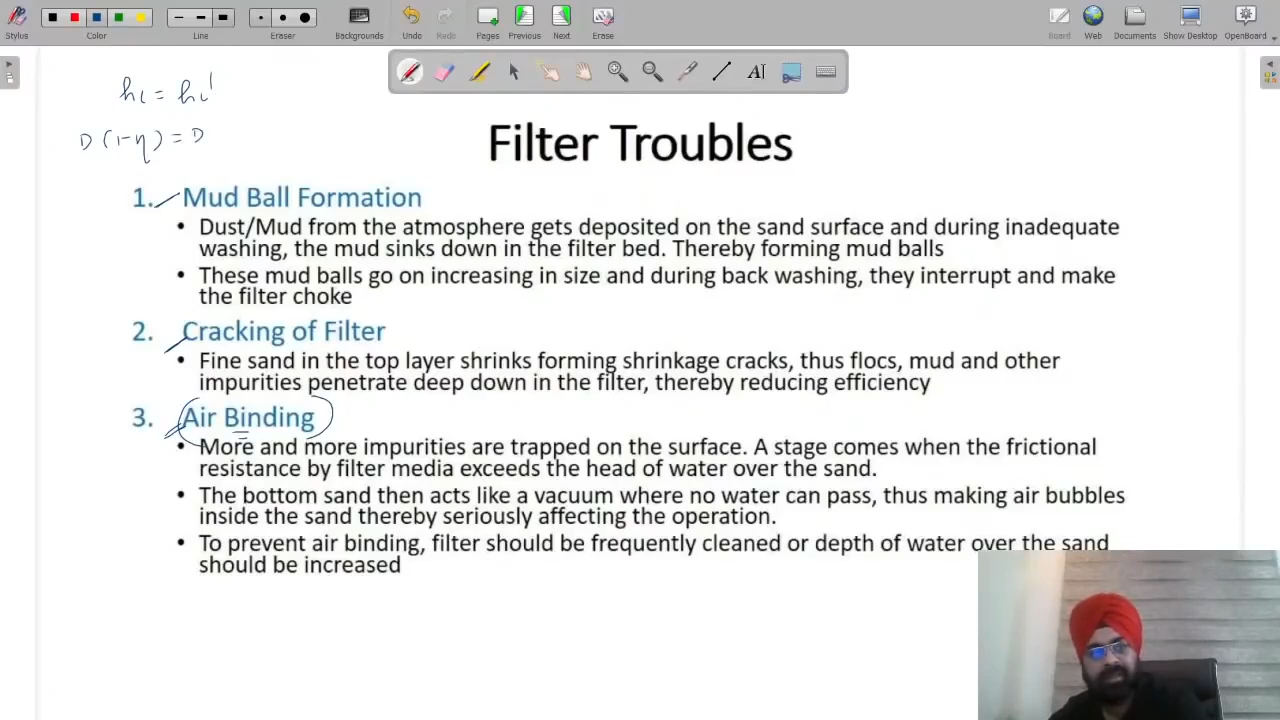 Stylus
Color
Line
Eraser
Backgrounds
Undo
Redo
Pages
Previous
Next
Erase
Board
Web
Documents
Show Desktop
OpenBoard
hL = hL'
D (1-η) = D
Filter Troubles
1. Mud Ball Formation
• Dust/Mud from the atmosphere gets deposited on the sand surface and during inadequate
washing, the mud sinks down in the filter bed. Thereby forming mud balls
• These mud balls go on increasing in size and during back washing, they interrupt and make
the filter choke
2. Cracking of Filter
• Fine sand in the top layer shrinks forming shrinkage cracks, thus flocs, mud and other
impurities penetrate deep down in the filter, thereby reducing efficiency
3. Air Binding
• More and more impurities are trapped on the surface. A stage comes when the frictional
resistance by filter media exceeds the head of water over the sand.
• The bottom sand then acts like a vacuum where no water can pass, thus making air bubbles
inside the sand thereby seriously affecting the operation.
• To prevent air binding, filter should be frequently cleaned or depth of water over the sand
should be increased